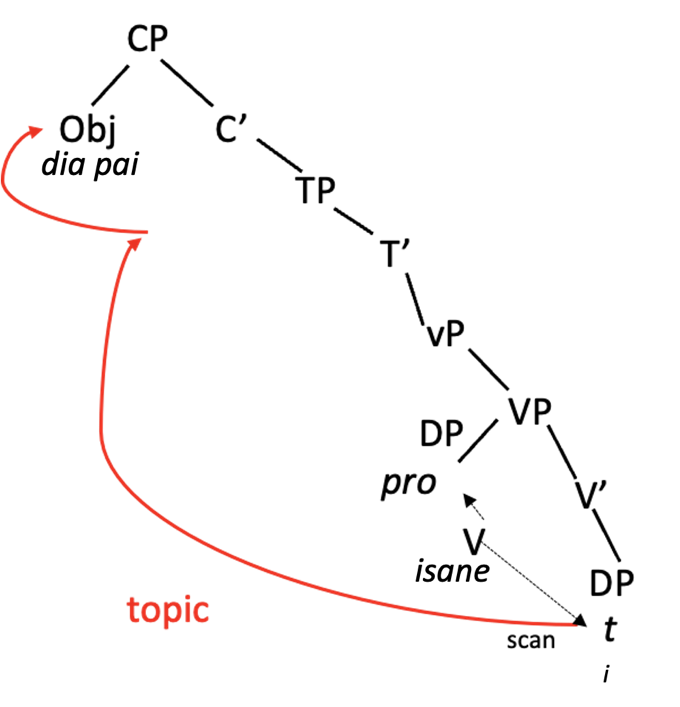 CP
Obj
C’
dia pai
TP
T’
vP
VP
DP
pro
V’
V
isane
DP
topic
scan
t
i